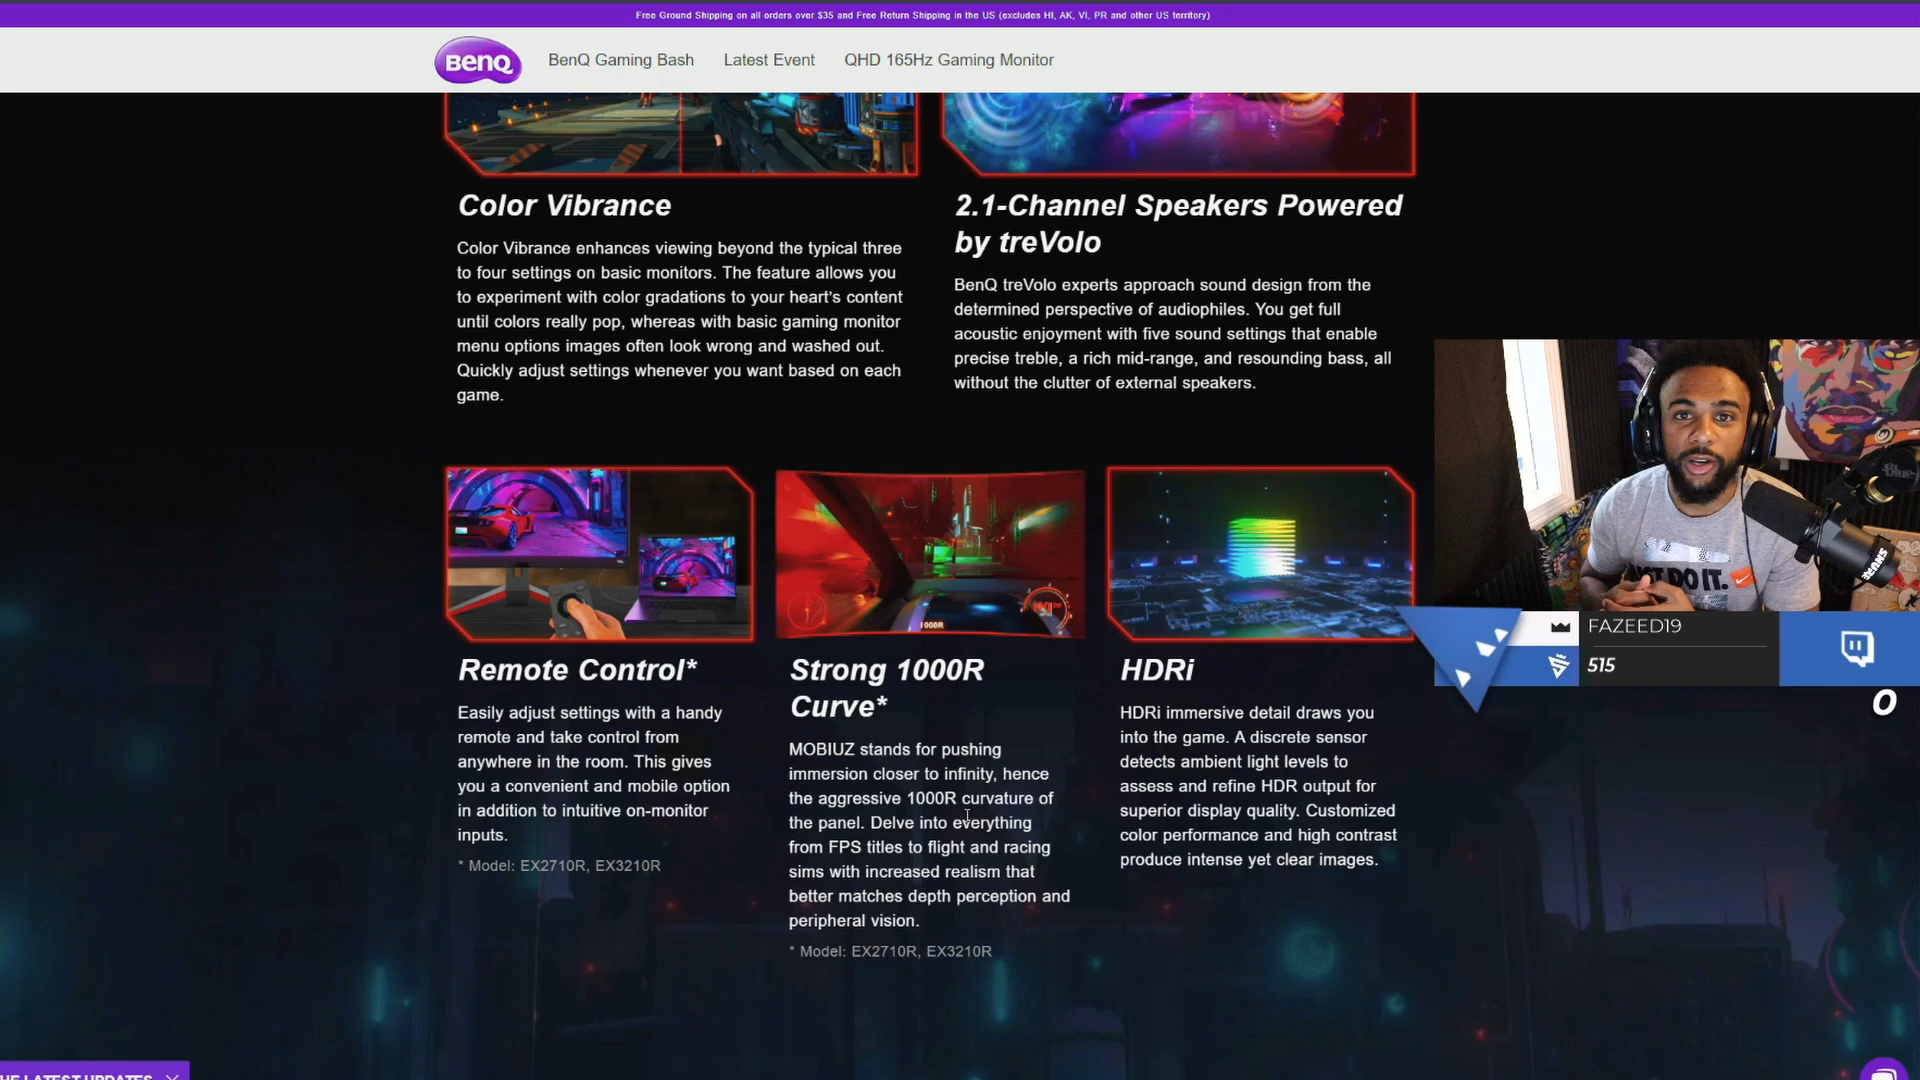 Free Ground Shipping on all orders over $35 and Free Return Shipping in the US (excludes HI, AK, VI, PR and other US territory)
BenQ
BenQ Gaming Bash
Latest Event
QHD 165Hz Gaming Monitor
Color Vibrance
Color Vibrance enhances viewing beyond the typical three
to four settings on basic monitors. The feature allows you
to experiment with color gradations to your heart's content
until colors really pop, whereas with basic gaming monitor
menu options images often look wrong and washed out.
Quickly adjust settings whenever you want based on each
game.
2.1-Channel Speakers Powered
by treVolo
BenQ treVolo experts approach sound design from the
determined perspective of audiophiles. You get full
acoustic enjoyment with five sound settings that enable
precise treble, a rich mid-range, and resounding bass, all
without the clutter of external speakers.
Blue
SHURE
JUST DO IT.
FAZEED19
515
0
1000R
Remote Control*
Easily adjust settings with a handy
remote and take control from
anywhere in the room. This gives
you a convenient and mobile option
in addition to intuitive on-monitor
inputs.
* Model: EX2710R, EX3210R
Strong 1000R
Curve*
MOBIUZ stands for pushing
immersion closer to infinity, hence
the aggressive 1000R curvature of
the panel. Delve into everything
from FPS titles to flight and racing
sims with increased realism that
better matches depth perception and
peripheral vision.
* Model: EX2710R, EX3210R
HDRi
HDRi immersive detail draws you
into the game. A discrete sensor
detects ambient light levels to
assess and refine HDR output for
superior display quality. Customized
color performance and high contrast
produce intense yet clear images.
HE LATEST UPDATES